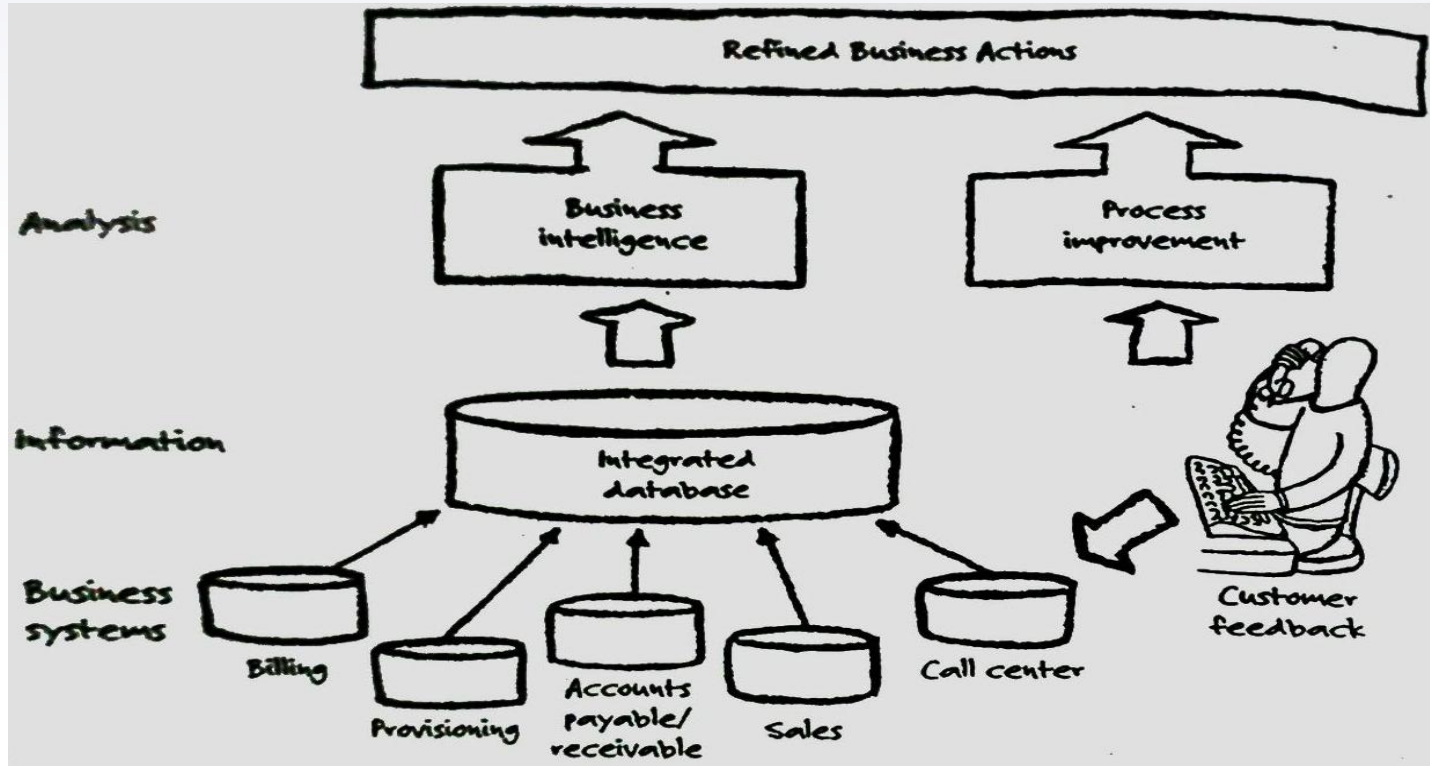 Refined Business Actions
Analysis
Business
intelligence
Process
improvement
Information
Integrated
database
Business
systems
Billing
Provisioning
Accounts
payable/
receivable
Sales
Call center
Customer
feedback